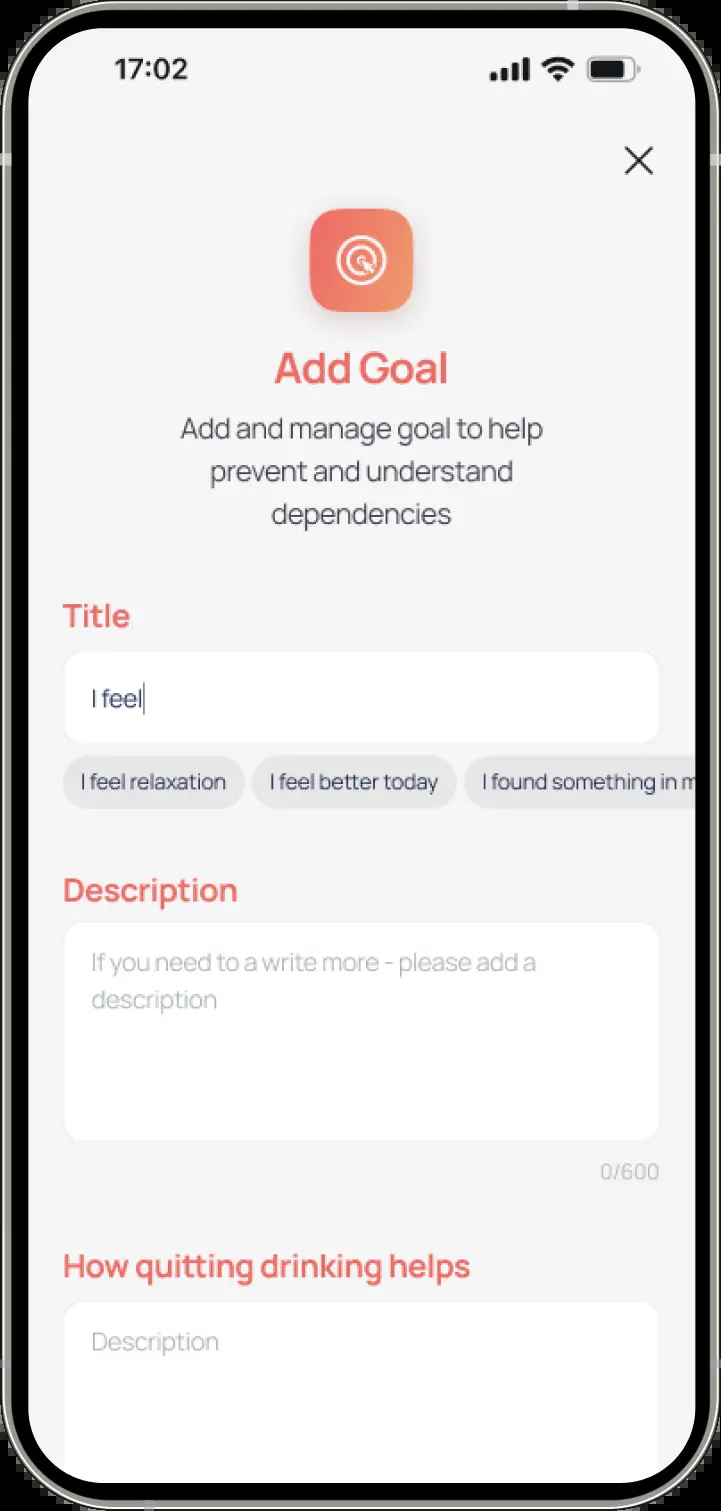 17:02
Add Goal
Add and manage goal to help
prevent and understand
dependencies
Title
I feel
I feel relaxation I feel better today I found something in
Description
If you need to a write more - please add a
description
0/600
How quitting drinking helps
Description